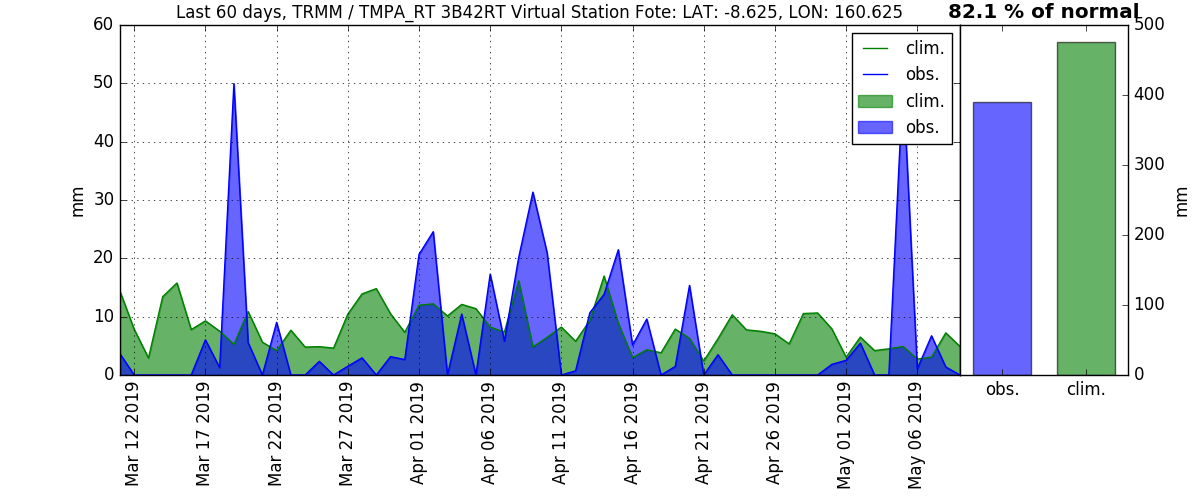 Last 60 days, TRMM / TMPA_RT 3B42RT Virtual Station Fote: LAT: -8.625, LON: 160.625
82.1 % of normal
60
50
40
30
20
10
0
mm
clim.
obs.
clim.
obs.
500
400
300
200
100
0
mm
obs.
clim.
Mar 12 2019
Mar 17 2019
Mar 22 2019
Mar 27 2019
Apr 01 2019
Apr 06 2019
Apr 11 2019
Apr 16 2019
Apr 21 2019
Apr 26 2019
May 01 2019
May 06 2019